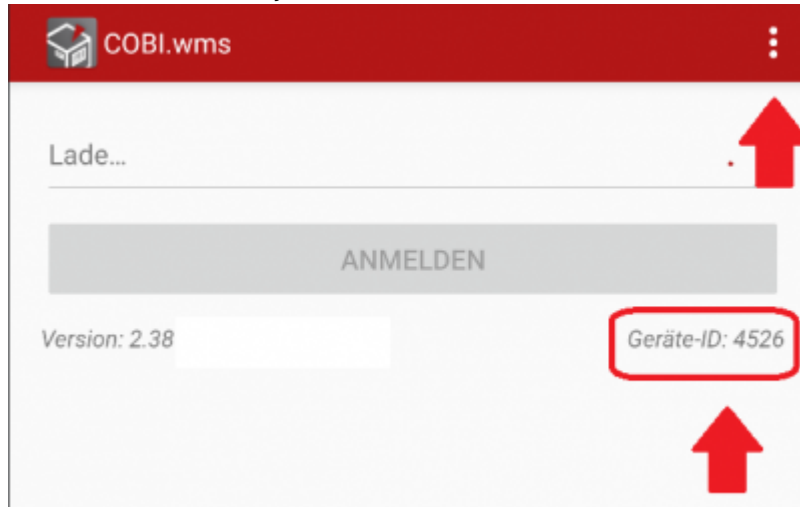 COBI.wms
Lade...
ANMELDEN
Version: 2.38
Geräte-ID: 4526